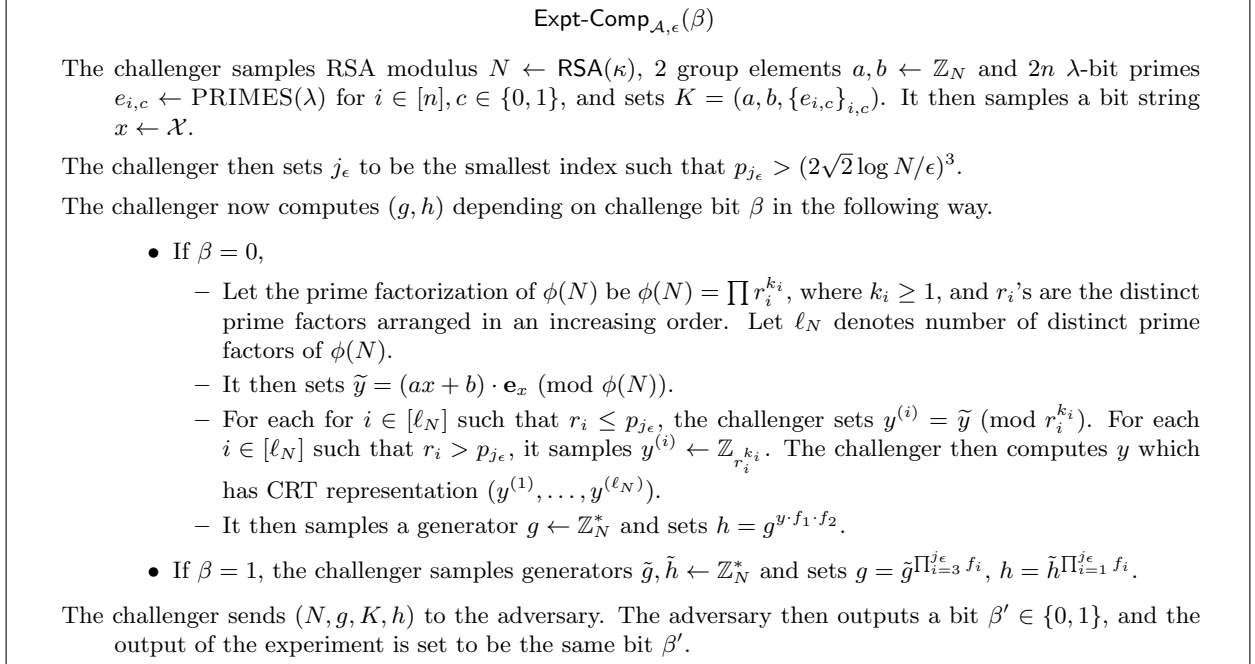 Expt-Comp_{𝒜,ϵ}(β)
The challenger samples RSA modulus N ← RSA(κ), 2 group elements a, b ← ℤ_N and 2n λ-bit primes
e_{i,c} ← PRIMES(λ) for i ∈ [n], c ∈ {0, 1}, and sets K = (a, b, {e_{i,c}}_{i,c}). It then samples a bit string
x ← 𝒳.
The challenger then sets j_ϵ to be the smallest index such that p_{j_ϵ} > (2√2 log N/ϵ)^3.
The challenger now computes (g, h) depending on challenge bit β in the following way.
• If β = 0,
– Let the prime factorization of ϕ(N) be ϕ(N) = ∏ r_i^{k_i}, where k_i ≥ 1, and r_i's are the distinct
prime factors arranged in an increasing order. Let ℓ_N denotes number of distinct prime
factors of ϕ(N).
– It then sets ỹ = (ax + b) · 𝐞_x (mod ϕ(N)).
– For each for i ∈ [ℓ_N] such that r_i ≤ p_{j_ϵ}, the challenger sets y^{(i)} = ỹ (mod r_i^{k_i}). For each
i ∈ [ℓ_N] such that r_i > p_{j_ϵ}, it samples y^{(i)} ← ℤ_{r_i^{k_i}}. The challenger then computes y which
has CRT representation (y^{(1)}, . . . , y^{(ℓ_N)}).
– It then samples a generator g ← ℤ_N^* and sets h = g^{y·f_1·f_2}.
• If β = 1, the challenger samples generators g̃, h̃ ← ℤ_N^* and sets g = g̃^{∏_{i=3}^{j_ϵ} f_i}, h = h̃^{∏_{i=1}^{j_ϵ} f_i}.
The challenger sends (N, g, K, h) to the adversary. The adversary then outputs a bit β′ ∈ {0, 1}, and the
output of the experiment is set to be the same bit β′.